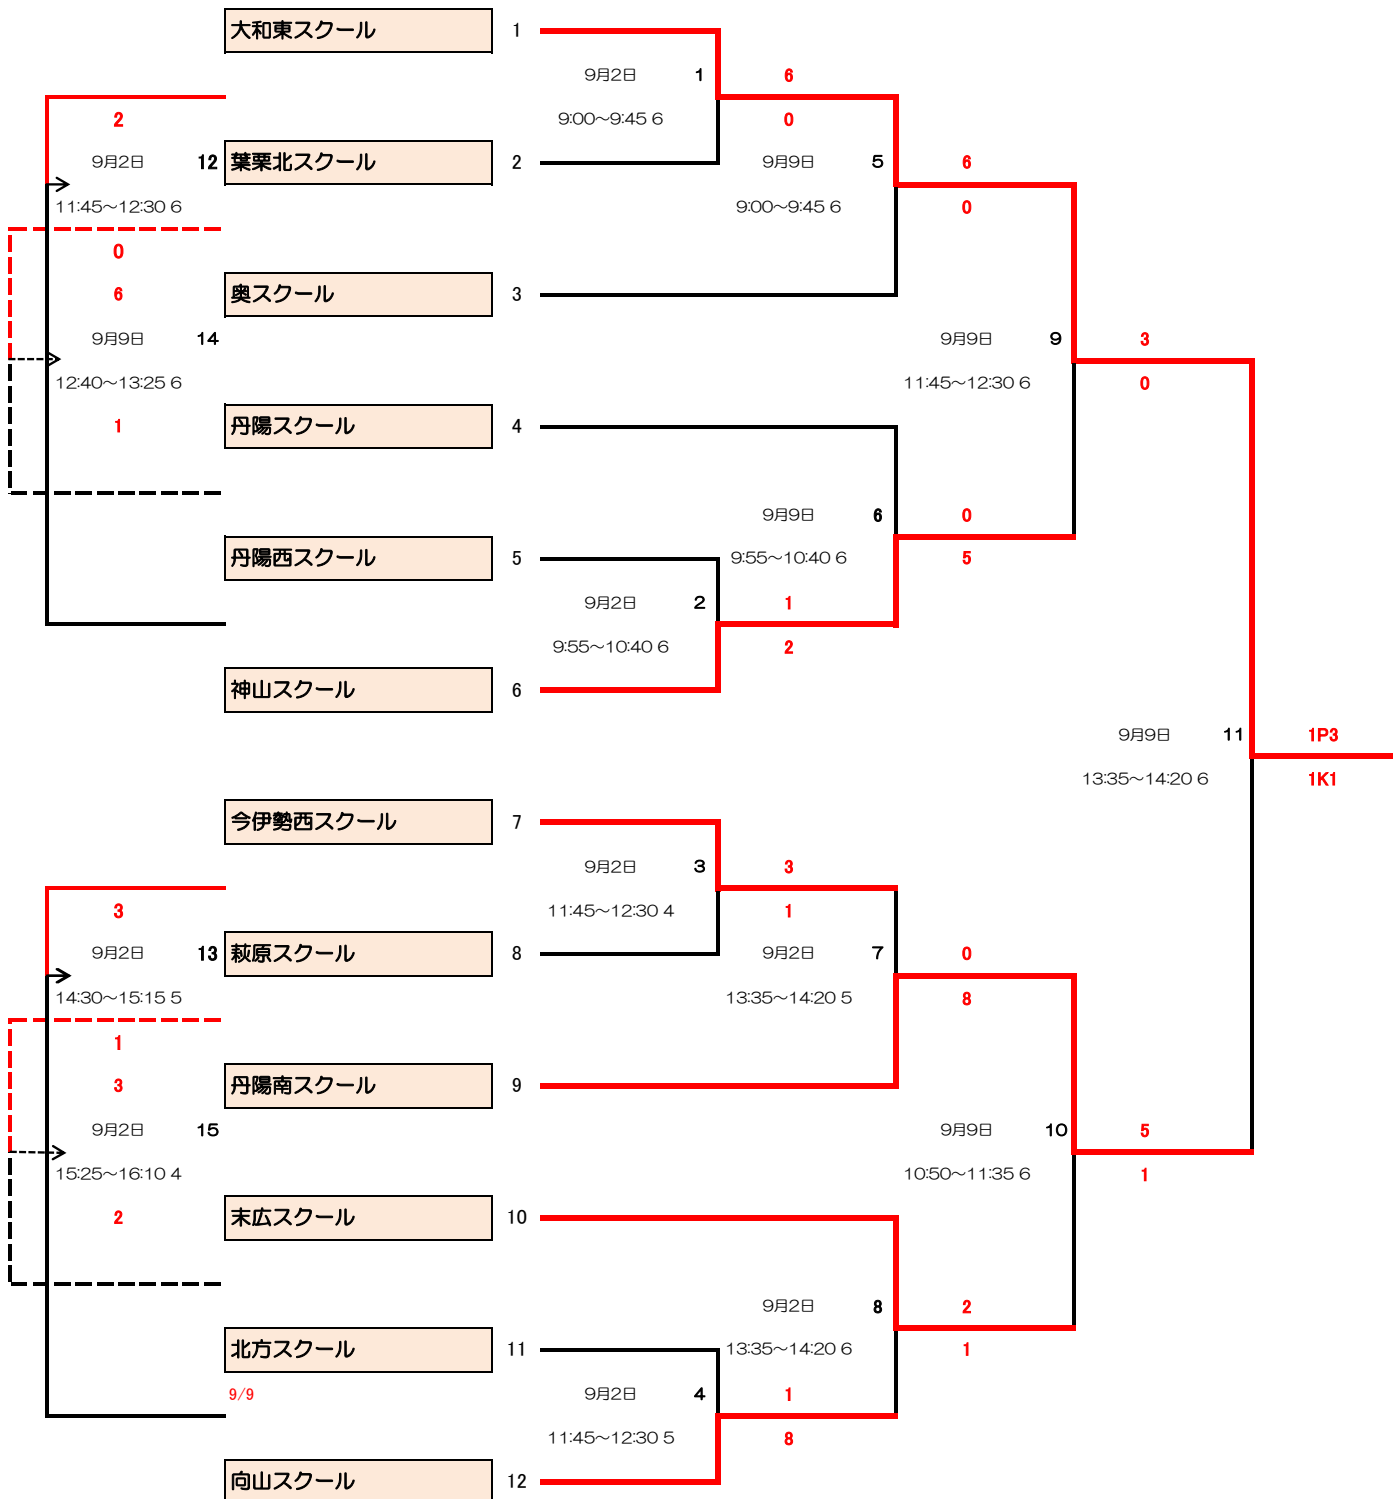 大和東スクール 1
9月2日 1 6
2 9:00～9:45 6 0
9月2日 12 葉栗北スクール 2 9月9日 5 6
11:45～12:30 6 9:00～9:45 6 0
0
6 奥スクール 3
9月9日 14 9月9日 9 3
12:40～13:25 6 11:45～12:30 6 0
1 丹陽スクール 4
9月9日 6 0
丹陽西スクール 5 9:55～10:40 6 5
9月2日 2 1
9:55～10:40 6 2
神山スクール 6
9月9日 11 1P3
13:35～14:20 6 1K1
今伊勢西スクール 7
9月2日 3 3
3 11:45～12:30 4 1
9月2日 13 萩原スクール 8 9月2日 7 0
14:30～15:15 5 13:35～14:20 5 8
1
3 丹陽南スクール 9
9月2日 15 9月9日 10 5
15:25～16:10 4 10:50～11:35 6 1
2 末広スクール 10
9月2日 8 2
北方スクール 11 13:35～14:20 6 1
9/9 9月2日 4 1
11:45～12:30 5 8
向山スクール 12